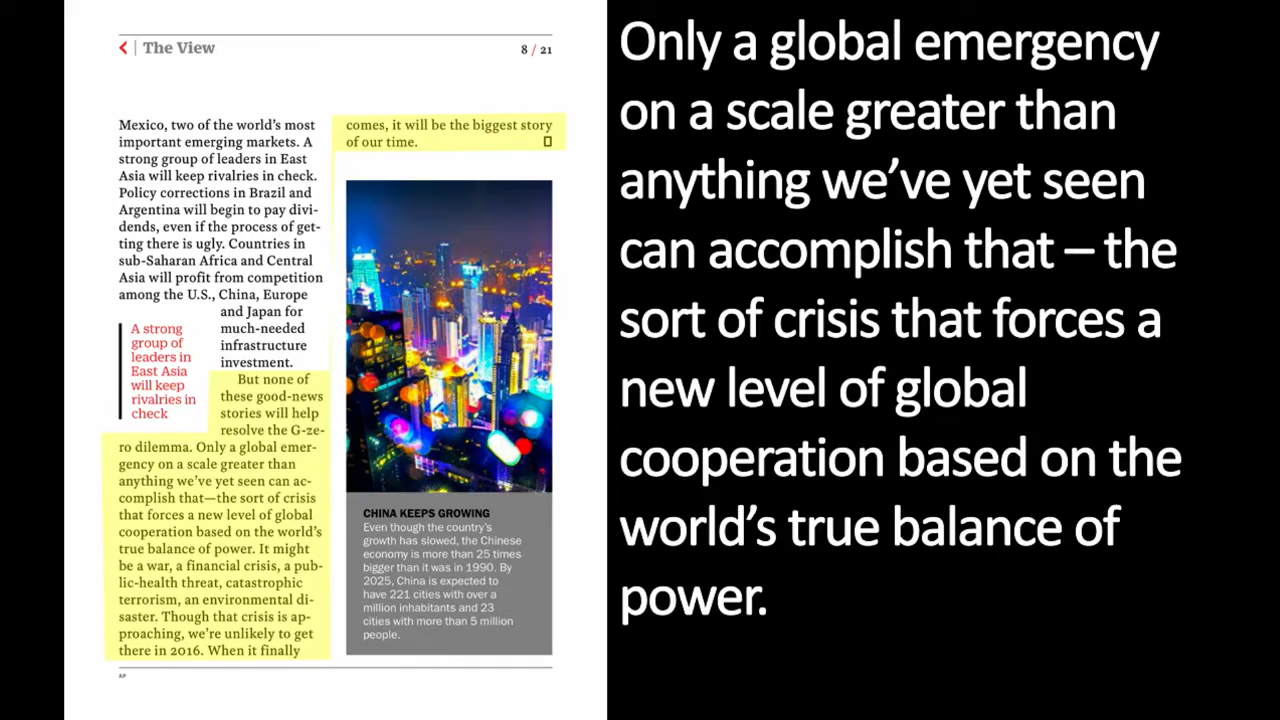 < | The View
8 / 21
Mexico, two of the world's most
important emerging markets. A
strong group of leaders in East
Asia will keep rivalries in check.
Policy corrections in Brazil and
Argentina will begin to pay divi-
dends, even if the process of get-
ting there is ugly. Countries in
sub-Saharan Africa and Central
Asia will profit from competition
among the U.S., China, Europe
and Japan for
much-needed
infrastructure
investment.
A strong
group of
leaders in
East Asia
will keep
rivalries in
check
But none of
these good-news
stories will help
resolve the G-ze-
ro dilemma. Only a global emer-
gency on a scale greater than
anything we've yet seen can ac-
complish that—the sort of crisis
that forces a new level of global
cooperation based on the world's
true balance of power. It might
be a war, a financial crisis, a pub-
lic-health threat, catastrophic
terrorism, an environmental di-
saster. Though that crisis is ap-
proaching, we're unlikely to get
there in 2016. When it finally
comes, it will be the biggest story
of our time.
CHINA KEEPS GROWING
Even though the country's
growth has slowed, the Chinese
economy is more than 25 times
bigger than it was in 1990. By
2025, China is expected to
have 221 cities with over a
million inhabitants and 23
cities with more than 5 million
people.
AP
Only a global emergency
on a scale greater than
anything we've yet seen
can accomplish that – the
sort of crisis that forces a
new level of global
cooperation based on the
world's true balance of
power.